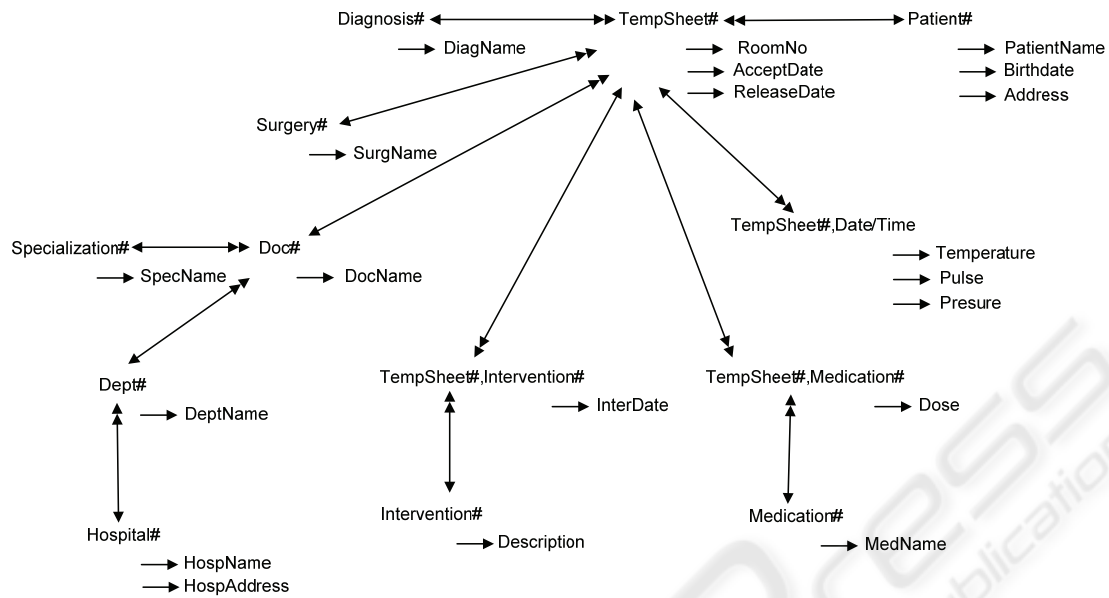 Diagnosis# TempSheet# Patient#
DiagName RoomNo PatientName
AcceptDate Birthdate
ReleaseDate Address
Surgery#
SurgName
TempSheet#,Date/Time
Specialization# Doc#
Temperature
SpecName DocName
Pulse
Presure
Dept# TempSheet#,Intervention# TempSheet#,Medication#
DeptName InterDate Dose
Intervention# Medication#
Hospital#
Description MedName
HospName
HospAddress